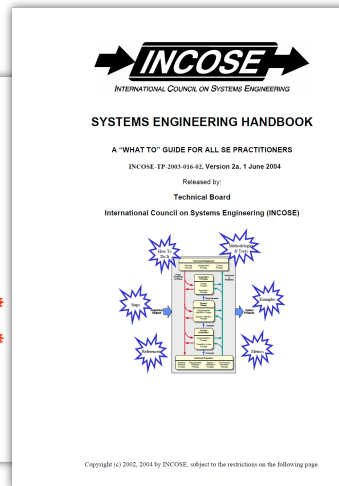 INCOSE
INTERNATIONAL COUNCIL ON SYSTEMS ENGINEERING
SYSTEMS ENGINEERING HANDBOOK
A “WHAT TO” GUIDE FOR ALL SE PRACTITIONERS
INCOSE-TP-2003-016-02, Version 2a, 1 June 2004
Released by:
Technical Board
International Council on Systems Engineering (INCOSE)
How To
Do It
Methodology
& Tools
Steps
Examples
References
Metrics
Copyright (c) 2002, 2004 by INCOSE, subject to the restrictions on the following page.